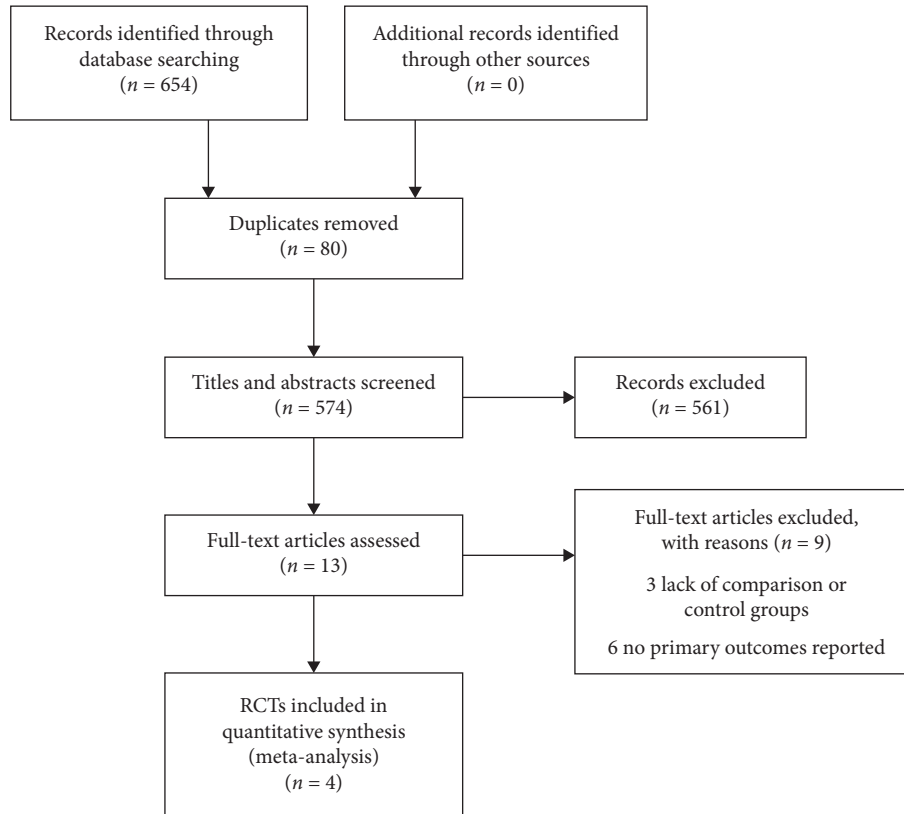 Records identified through
database searching
(n = 654)
Additional records identified
through other sources
(n = 0)
Duplicates removed
(n = 80)
Titles and abstracts screened
(n = 574)
Records excluded
(n = 561)
Full-text articles assessed
(n = 13)
Full-text articles excluded,
with reasons (n = 9)
3 lack of comparison or
control groups
6 no primary outcomes reported
RCTs included in
quantitative synthesis
(meta-analysis)
(n = 4)